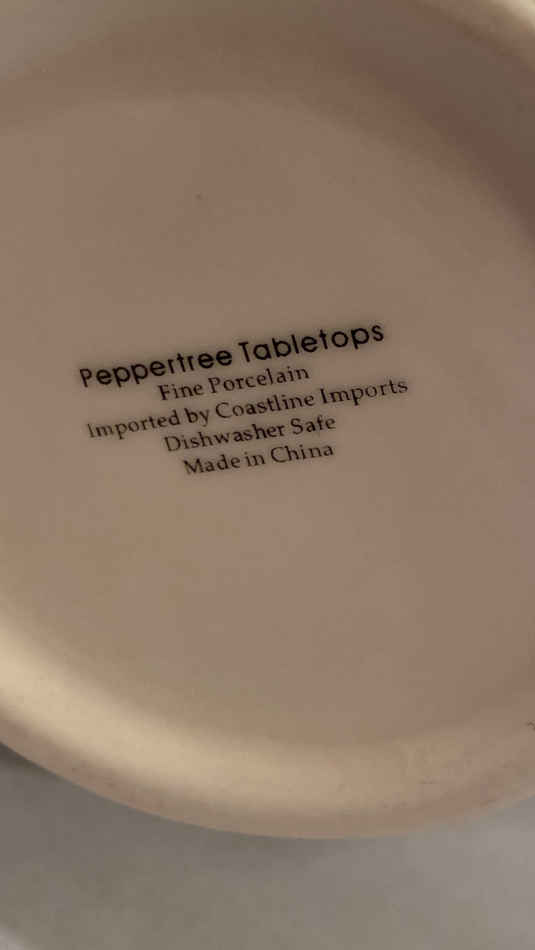 Peppertree Tabletops
Fine Porcelain
Imported by Coastline Imports
Dishwasher Safe
Made in China